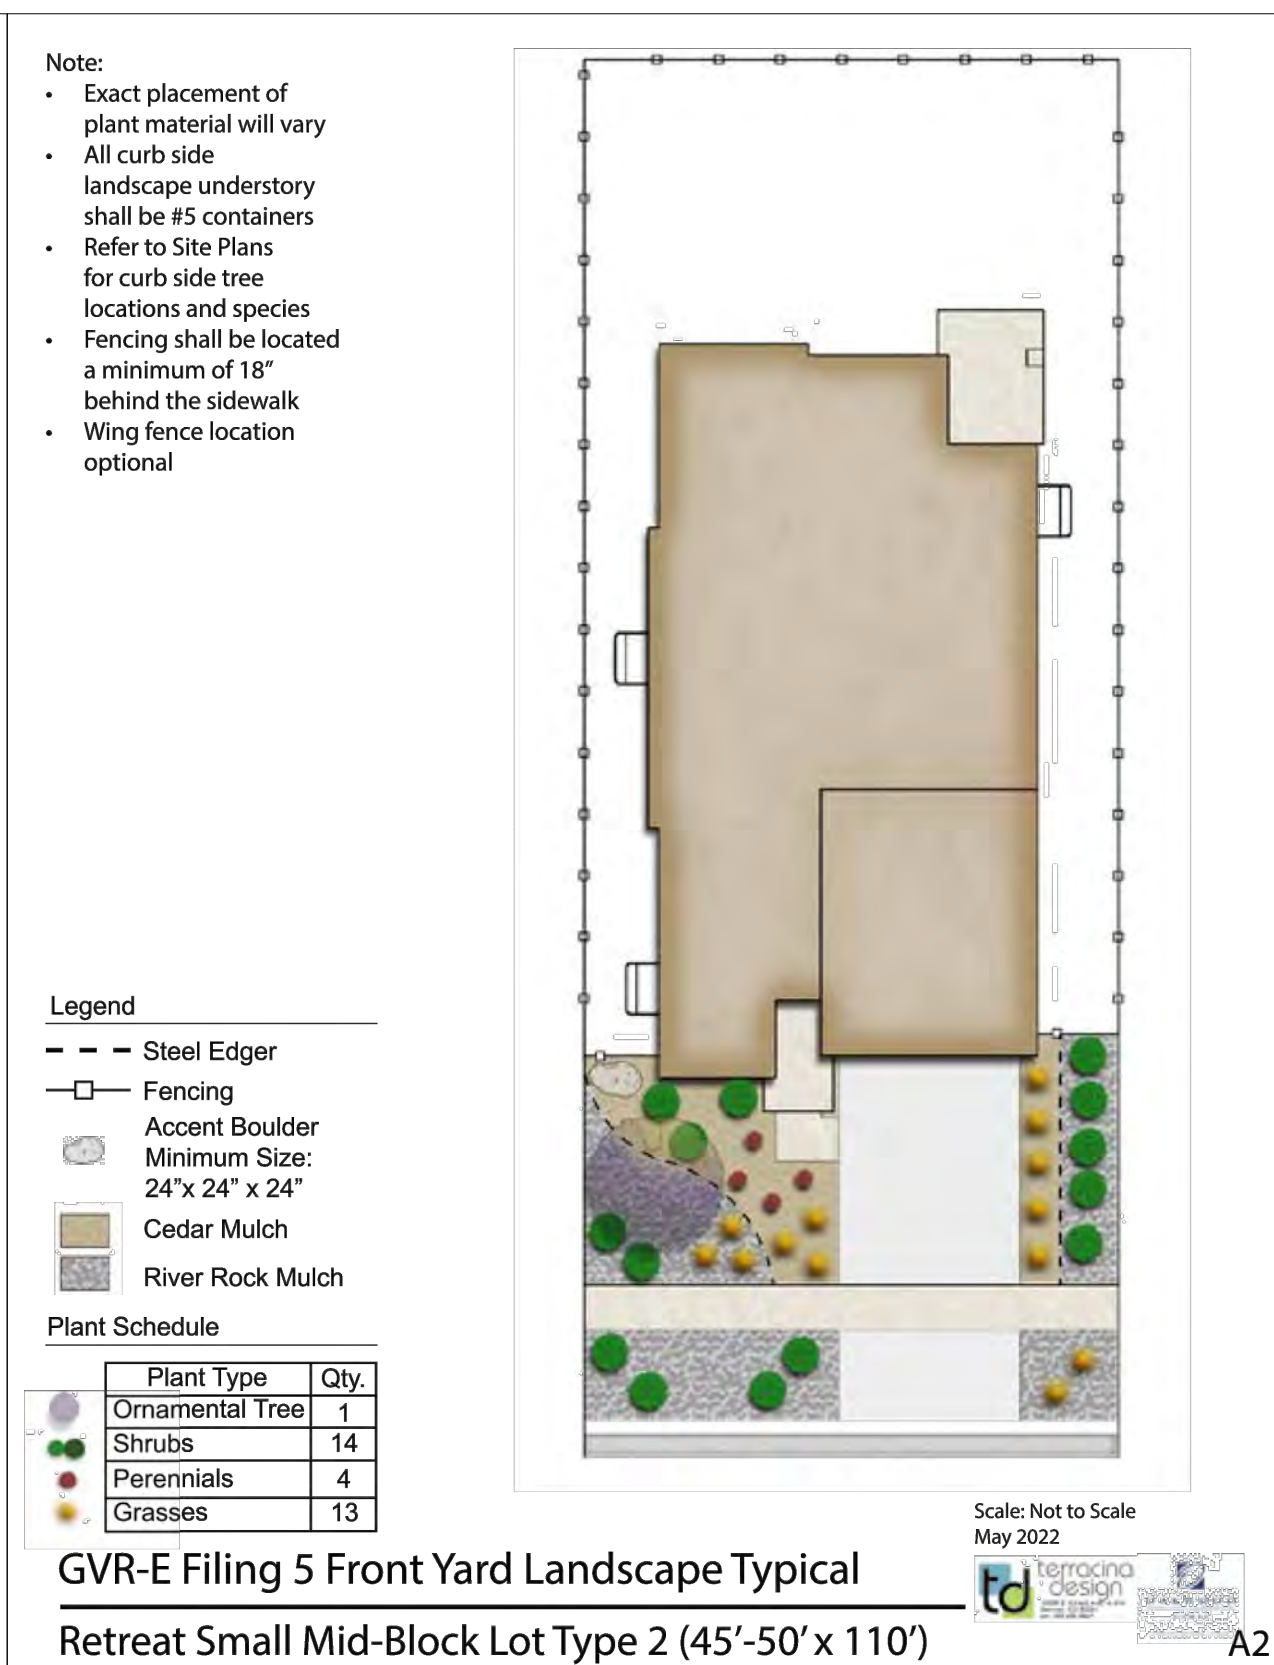 Note:
• Exact placement of
plant material will vary
• All curb side
landscape understory
shall be #5 containers
• Refer to Site Plans
for curb side tree
locations and species
• Fencing shall be located
a minimum of 18”
behind the sidewalk
• Wing fence location
optional
Legend
Steel Edger
Fencing
Accent Boulder
Minimum Size:
24”x 24” x 24”
Cedar Mulch
River Rock Mulch
Plant Schedule
Plant Type Qty.
Ornamental Tree 1
Shrubs 14
Perennials 4
Grasses 13
Scale: Not to Scale
May 2022
GVR-E Filing 5 Front Yard Landscape Typical
td terracina
design
Retreat Small Mid-Block Lot Type 2 (45’-50’ x 110’)
A2